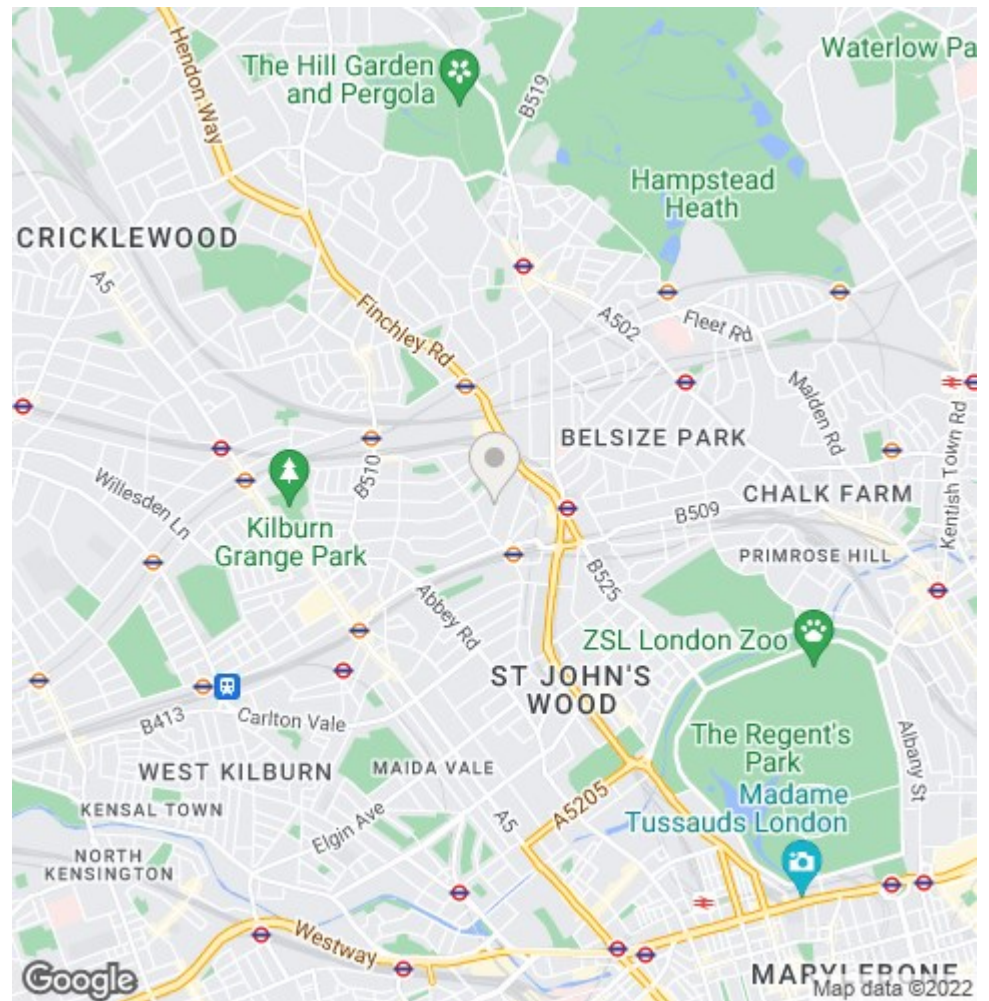 Hendon Way
The Hill Garden
and Pergola
B519
Waterlow Pa
Hampstead
Heath
CRICKLEWOOD
A5
Finchley Rd
A502
Fleet Rd
Malden Rd
BELSIZE PARK
Kentish Town Rd
B510
Willesden Ln
Kilburn
Grange Park
CHALK FARM
B509
PRIMROSE HILL
Abbey Rd
B525
ZSL London Zoo
ST JOHN'S
WOOD
B413
Carlton Vale
The Regent's
Park
Albany St
WEST KILBURN
MAIDA VALE
Madame
Tussauds London
KENSAL TOWN
Elgin Ave
A5
A5205
NORTH
KENSINGTON
Westway
Google
MARYLEBONE
Map data ©2022